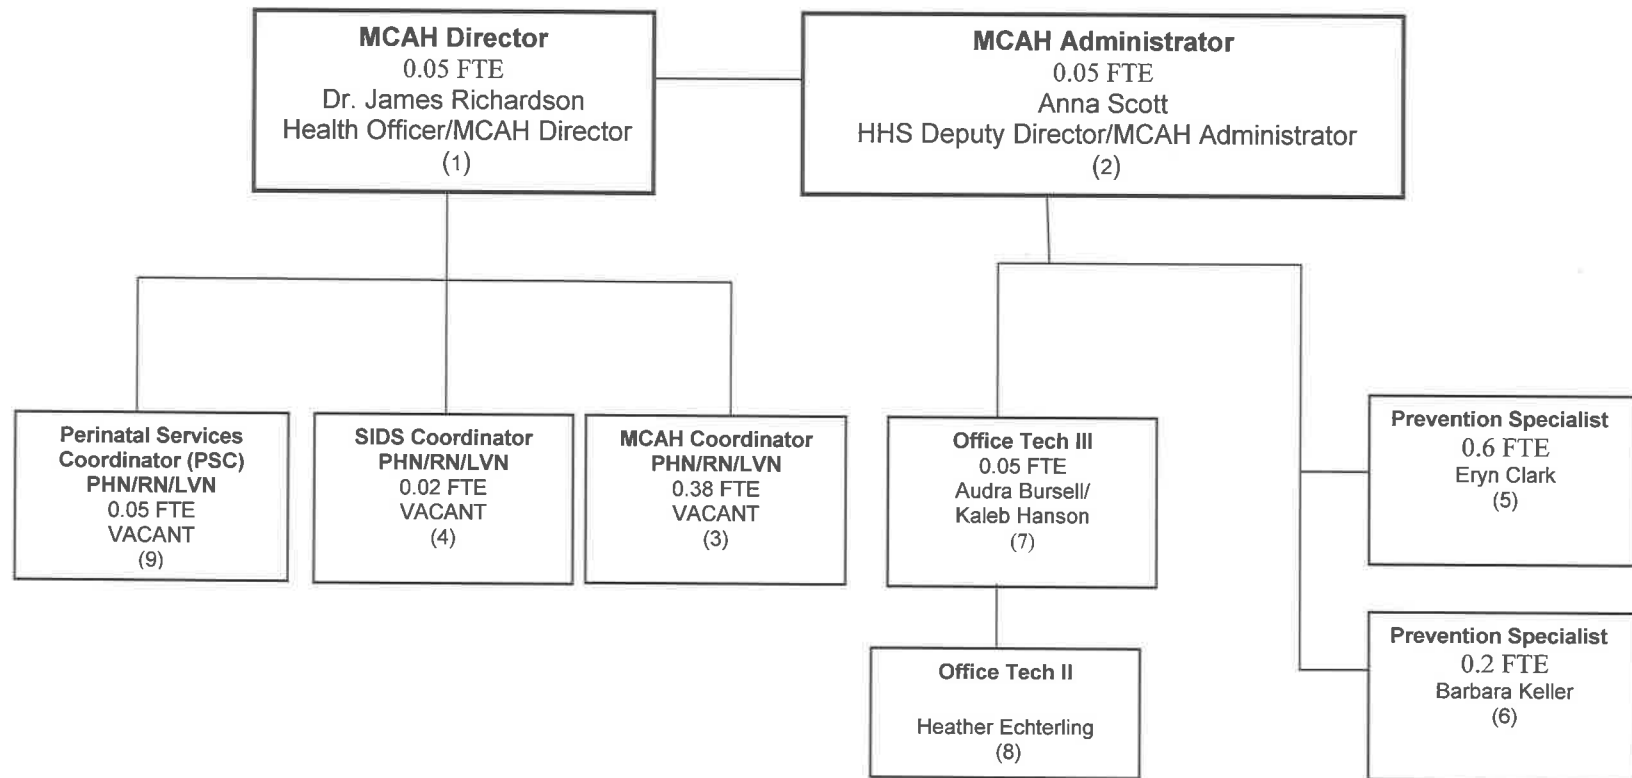 MCAH Director
0.05 FTE
Dr. James Richardson
Health Officer/MCAH Director
(1)
MCAH Administrator
0.05 FTE
Anna Scott
HHS Deputy Director/MCAH Administrator
(2)
Perinatal Services
Coordinator (PSC)
PHN/RN/LVN
0.05 FTE
VACANT
(9)
SIDS Coordinator
PHN/RN/LVN
0.02 FTE
VACANT
(4)
MCAH Coordinator
PHN/RN/LVN
0.38 FTE
VACANT
(3)
Office Tech III
0.05 FTE
Audra Bursell/
Kaleb Hanson
(7)
Prevention Specialist
0.6 FTE
Eryn Clark
(5)
Office Tech II
Heather Echterling
(8)
Prevention Specialist
0.2 FTE
Barbara Keller
(6)